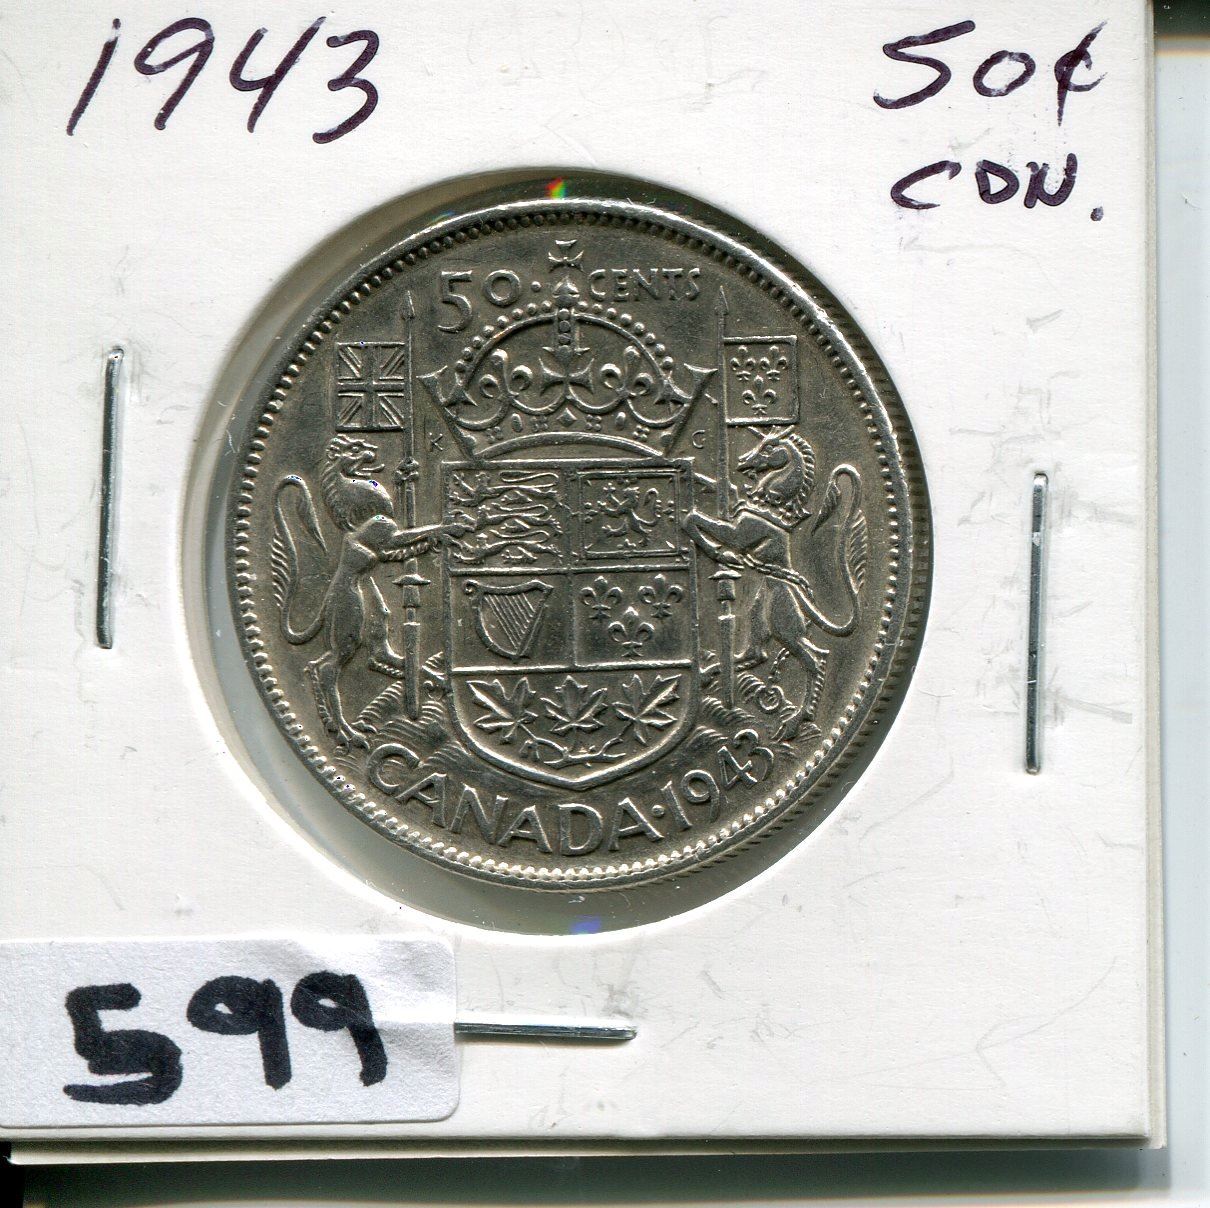 1943 50¢
CDN.
50 · CENTS
K G
CANADA · 1943
599